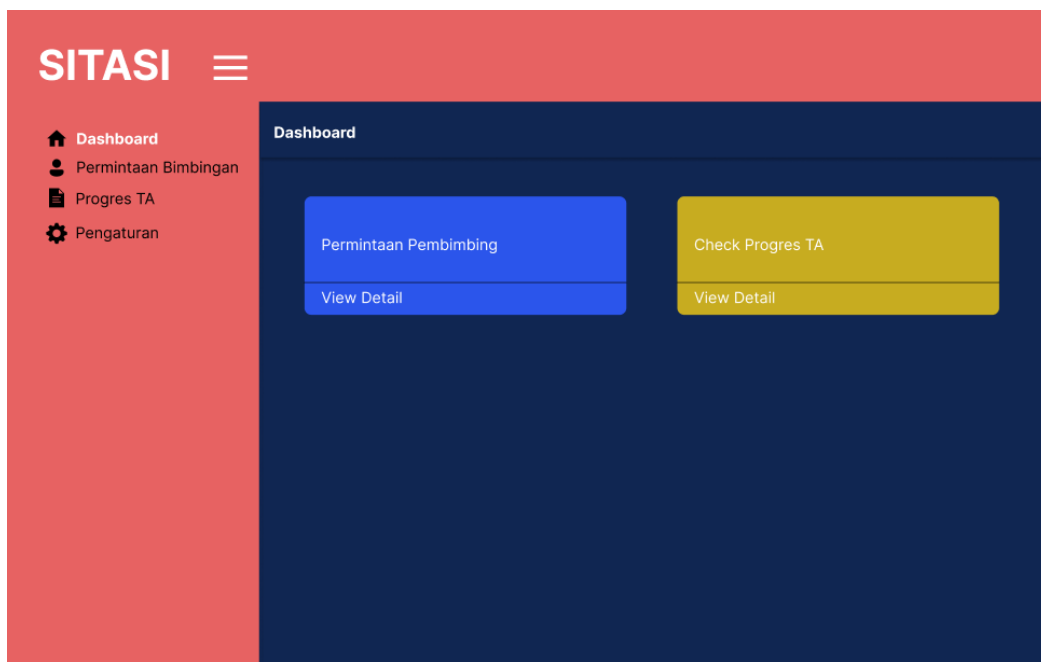 SITASI
Dashboard
Permintaan Bimbingan
Progres TA
Pengaturan
Dashboard
Permintaan Pembimbing
View Detail
Check Progres TA
View Detail